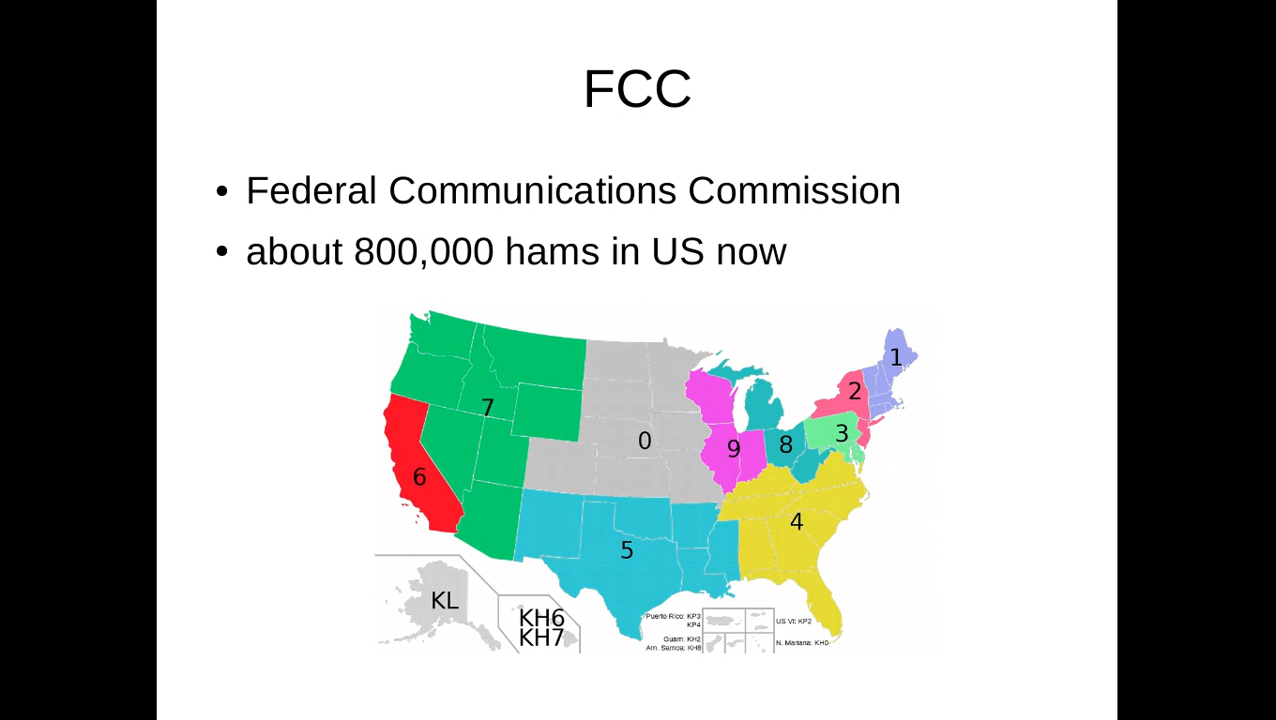 FCC
• Federal Communications Commission
• about 800,000 hams in US now
1
2
7
3
0
9
8
6
4
5
KL
KH6
KH7
Puerto Rico: KP3
KP4
US VI: KP2
Guam: KH2
Am. Samoa: KH8
N. Mariana: KH0